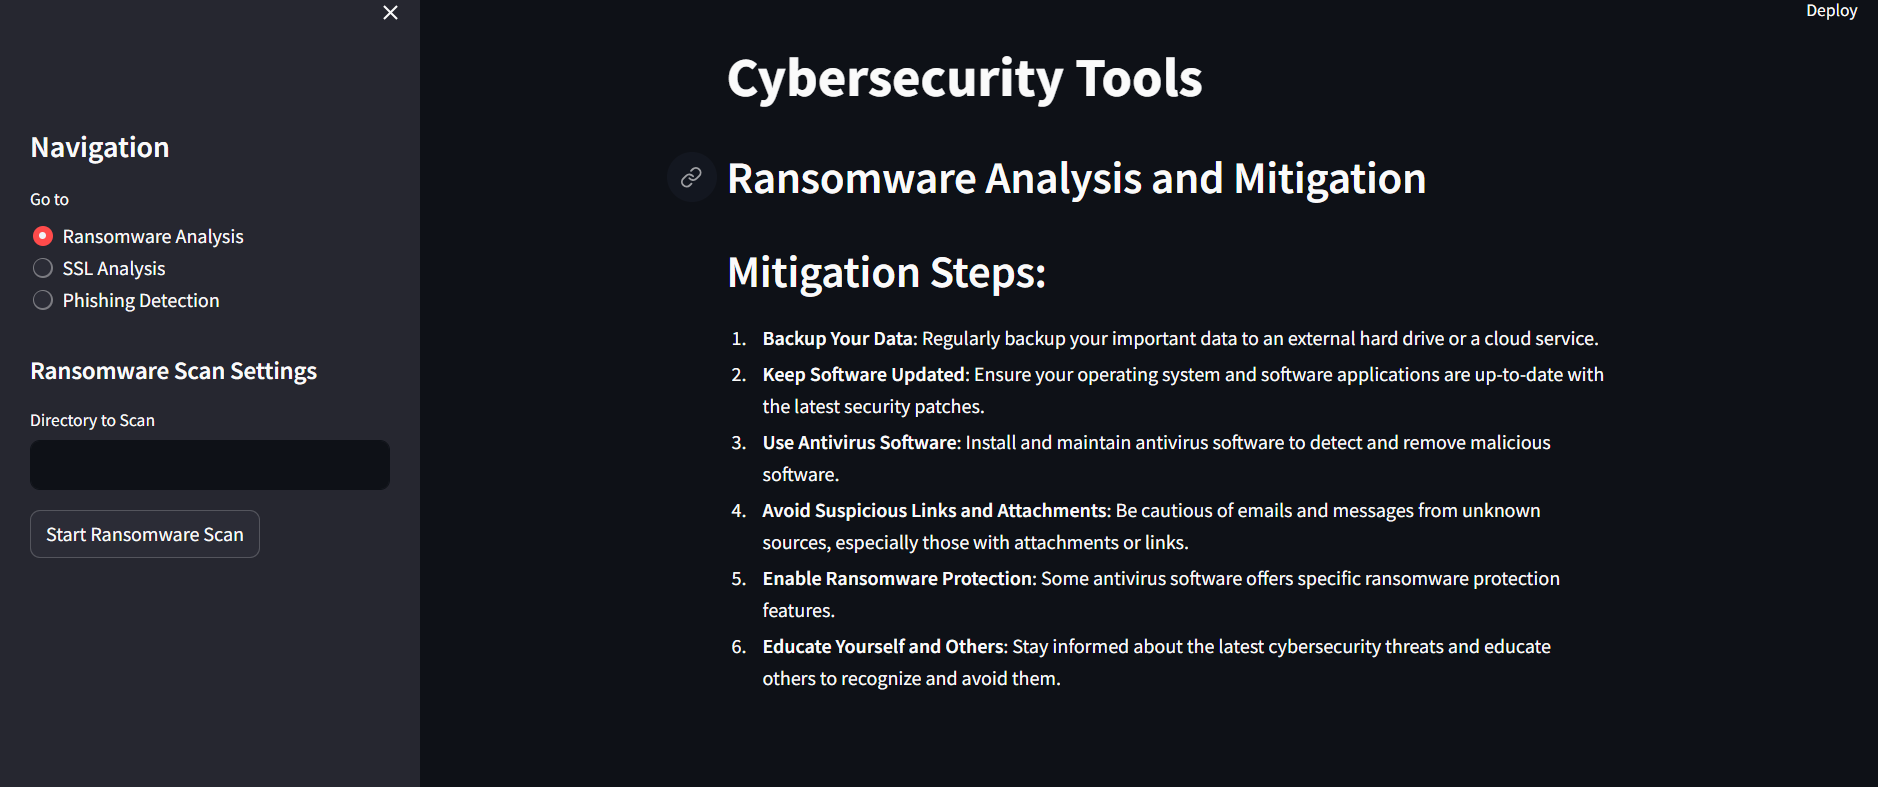 Deploy
Navigation
Go to
Ransomware Analysis
SSL Analysis
Phishing Detection
Ransomware Scan Settings
Directory to Scan
Start Ransomware Scan
Cybersecurity Tools
Ransomware Analysis and Mitigation
Mitigation Steps:
1. Backup Your Data: Regularly backup your important data to an external hard drive or a cloud service.
2. Keep Software Updated: Ensure your operating system and software applications are up-to-date with
the latest security patches.
3. Use Antivirus Software: Install and maintain antivirus software to detect and remove malicious
software.
4. Avoid Suspicious Links and Attachments: Be cautious of emails and messages from unknown
sources, especially those with attachments or links.
5. Enable Ransomware Protection: Some antivirus software offers specific ransomware protection
features.
6. Educate Yourself and Others: Stay informed about the latest cybersecurity threats and educate
others to recognize and avoid them.